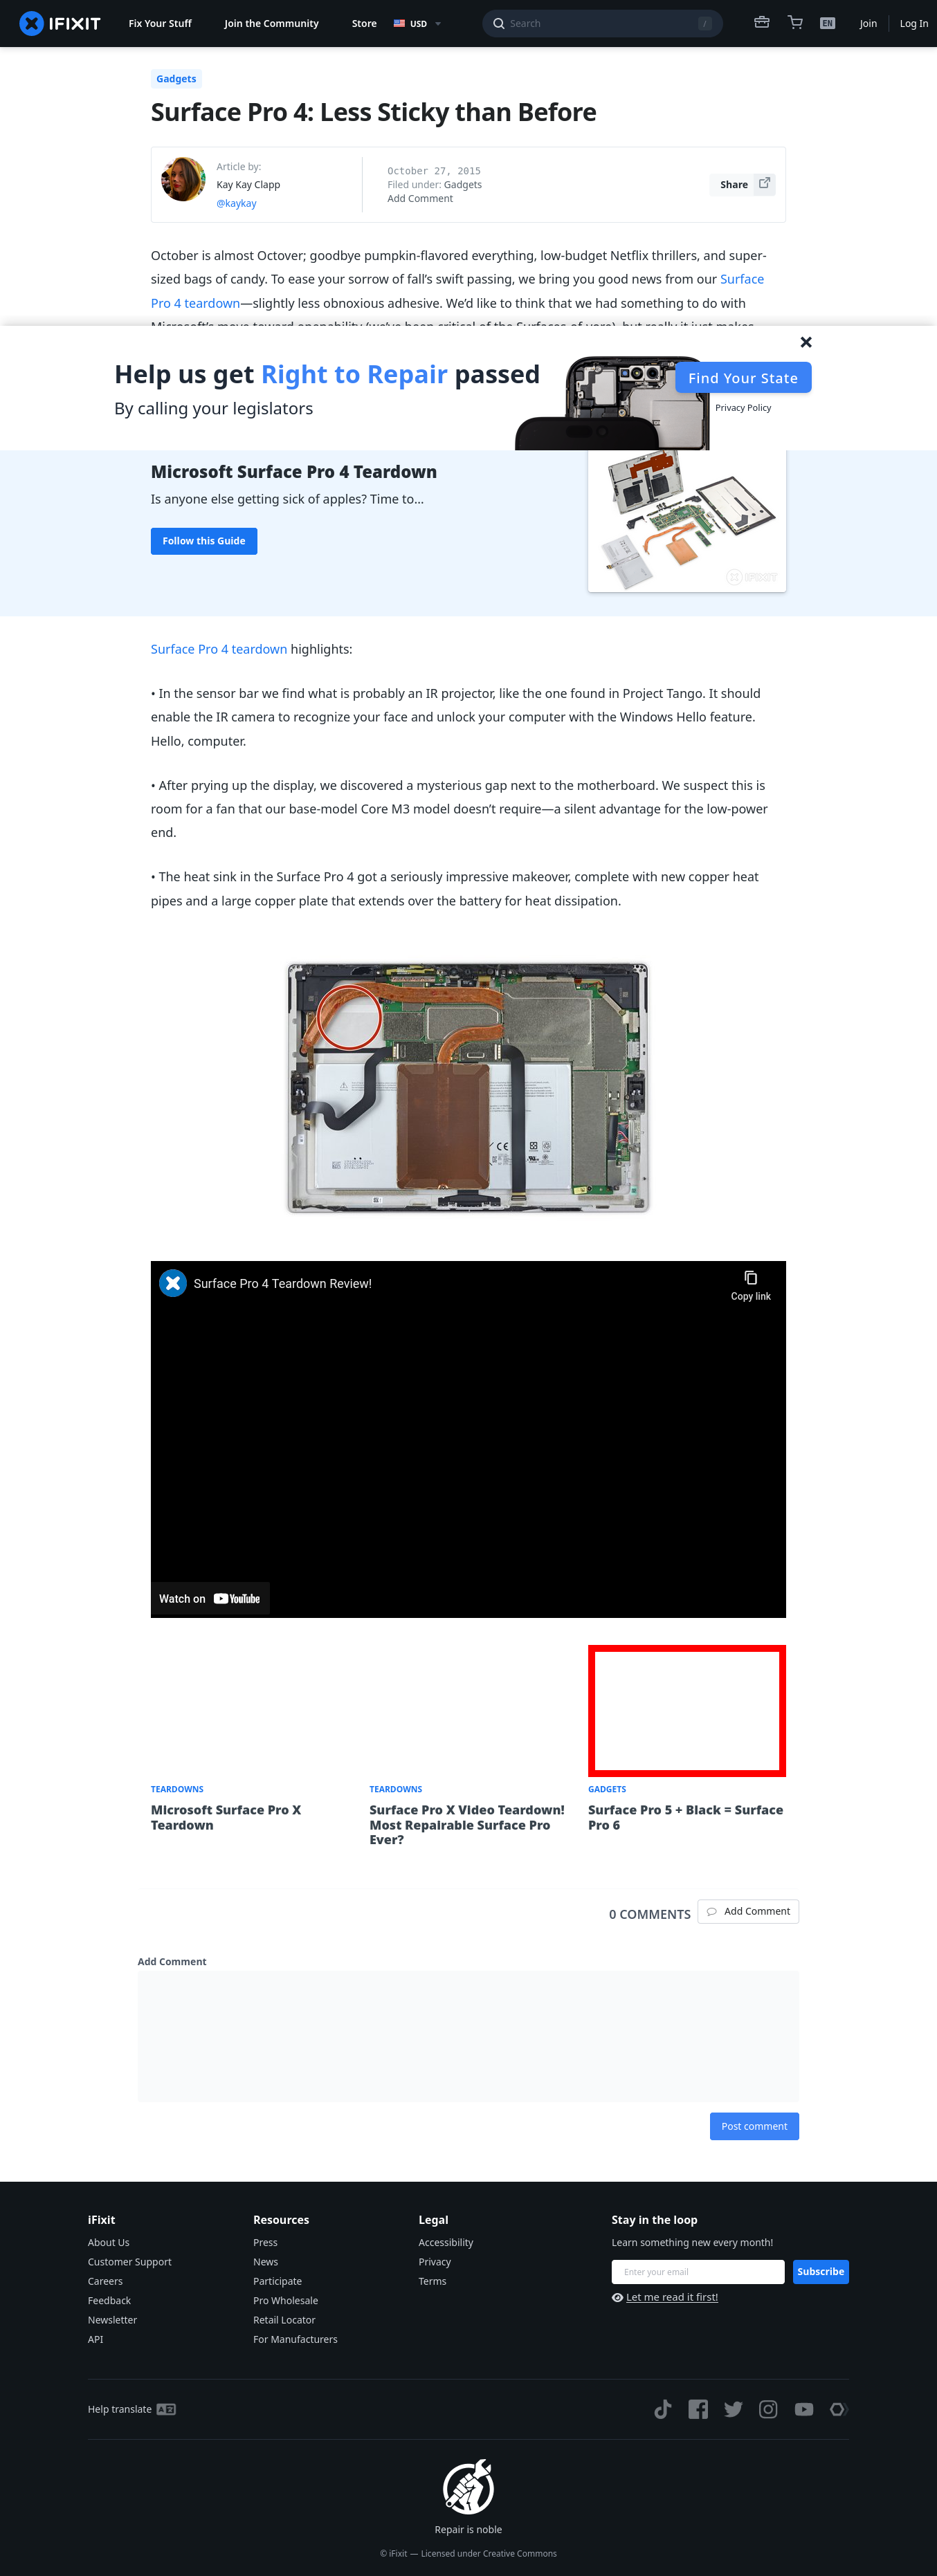 IFIXIT
Fix Your Stuff
Join the Community
Store
USD
Search
/
EN
Join
Log In
Gadgets
Surface Pro 4: Less Sticky than Before
Article by:
Kay Kay Clapp
@kaykay
October 27, 2015
Filed under: Gadgets
Add Comment
Share
October is almost Octover; goodbye pumpkin-flavored everything, low-budget Netflix thrillers, and super-
sized bags of candy. To ease your sorrow of fall’s swift passing, we bring you good news from our Surface
Pro 4 teardown—slightly less obnoxious adhesive. We’d like to think that we had something to do with
Help us get Right to Repair passed
By calling your legislators
Find Your State
Privacy Policy
Microsoft Surface Pro 4 Teardown
Is anyone else getting sick of apples? Time to...
Follow this Guide
IFIXIT
Surface Pro 4 teardown highlights:
• In the sensor bar we find what is probably an IR projector, like the one found in Project Tango. It should
enable the IR camera to recognize your face and unlock your computer with the Windows Hello feature.
Hello, computer.
• After prying up the display, we discovered a mysterious gap next to the motherboard. We suspect this is
room for a fan that our base-model Core M3 model doesn’t require—a silent advantage for the low-power
end.
• The heat sink in the Surface Pro 4 got a seriously impressive makeover, complete with new copper heat
pipes and a large copper plate that extends over the battery for heat dissipation.
Surface Pro 4 Teardown Review!
Copy link
Watch on YouTube
TEARDOWNS
Microsoft Surface Pro X
Teardown
TEARDOWNS
Surface Pro X Video Teardown!
Most Repairable Surface Pro
Ever?
GADGETS
Surface Pro 5 + Black = Surface
Pro 6
0 COMMENTS
Add Comment
Add Comment
Post comment
iFixit
About Us
Customer Support
Careers
Feedback
Newsletter
API
Resources
Press
News
Participate
Pro Wholesale
Retail Locator
For Manufacturers
Legal
Accessibility
Privacy
Terms
Stay in the loop
Learn something new every month!
Enter your email
Subscribe
Let me read it first!
Help translate
Repair is noble
© iFixit — Licensed under Creative Commons